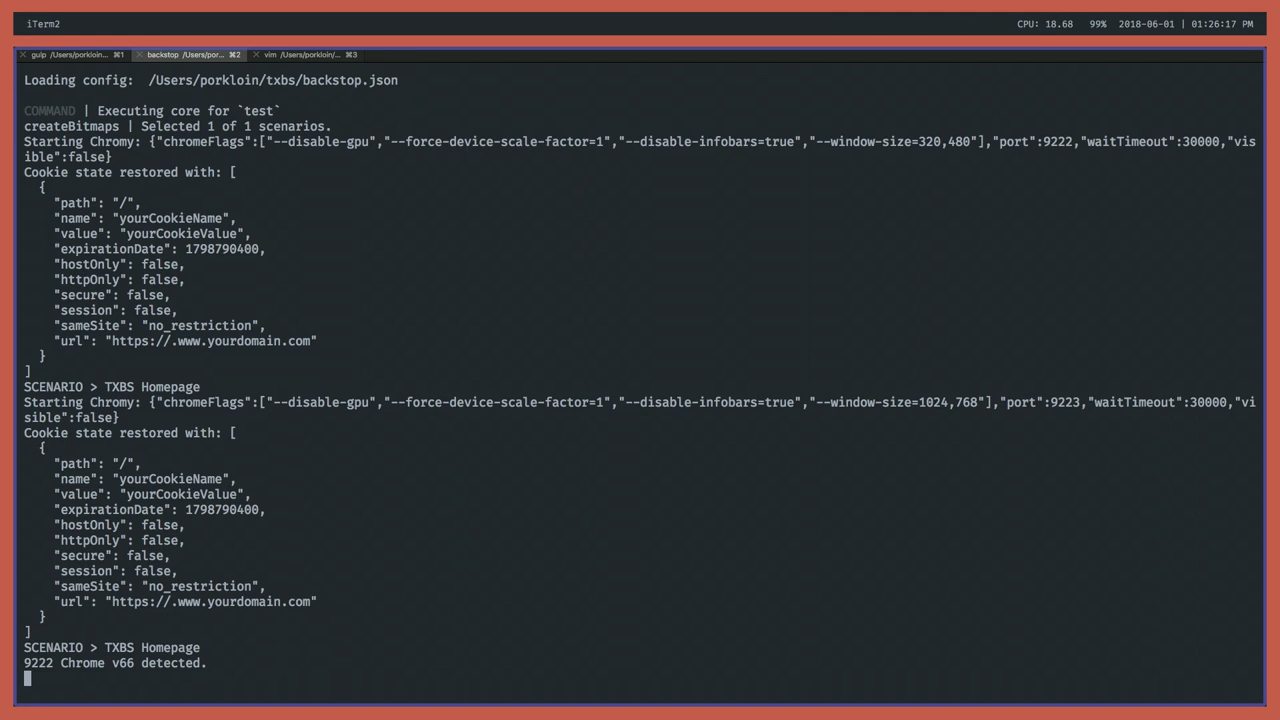 iTerm2
CPU: 18.68 99% 2018-06-01 | 01:26:17 PM
gulp /Users/porkloin... ⌘1
backstop /Users/por... ⌘2
vim /Users/porkloin/... ⌘3
Loading config: /Users/porkloin/txbs/backstop.json
COMMAND | Executing core for `test`
createBitmaps | Selected 1 of 1 scenarios.
Starting Chromy: {"chromeFlags":["--disable-gpu","--force-device-scale-factor=1","--disable-infobars=true","--window-size=320,480"],"port":9222,"waitTimeout":30000,"vis
ible":false}
Cookie state restored with: [
  {
    "path": "/",
    "name": "yourCookieName",
    "value": "yourCookieValue",
    "expirationDate": 1798790400,
    "hostOnly": false,
    "httpOnly": false,
    "secure": false,
    "session": false,
    "sameSite": "no_restriction",
    "url": "https://.www.yourdomain.com"
  }
]
SCENARIO > TXBS Homepage
Starting Chromy: {"chromeFlags":["--disable-gpu","--force-device-scale-factor=1","--disable-infobars=true","--window-size=1024,768"],"port":9223,"waitTimeout":30000,"vi
sible":false}
Cookie state restored with: [
  {
    "path": "/",
    "name": "yourCookieName",
    "value": "yourCookieValue",
    "expirationDate": 1798790400,
    "hostOnly": false,
    "httpOnly": false,
    "secure": false,
    "session": false,
    "sameSite": "no_restriction",
    "url": "https://.www.yourdomain.com"
  }
]
SCENARIO > TXBS Homepage
9222 Chrome v66 detected.